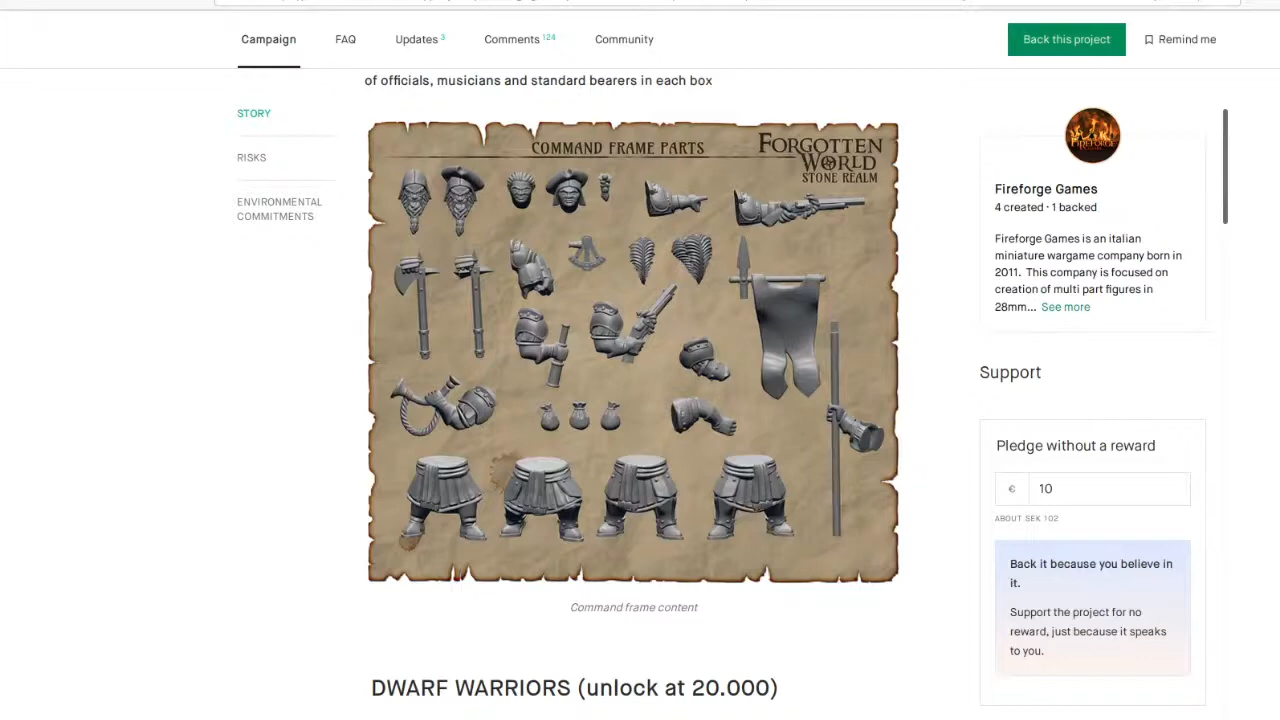 Campaign
FAQ
Updates 3
Comments 124
Community
Back this project
Remind me
of officials, musicians and standard bearers in each box
STORY
RISKS
ENVIRONMENTAL
COMMITMENTS
COMMAND FRAME PARTS
FORGOTTEN
WORLD
STONE REALM
Command frame content
DWARF WARRIORS (unlock at 20.000)
FIREFORGE
Fireforge Games
4 created · 1 backed
Fireforge Games is an italian
miniature wargame company born in
2011. This company is focused on
creation of multi part figures in
28mm... See more
Support
Pledge without a reward
€ 10
ABOUT SEK 102
Back it because you believe in
it.
Support the project for no
reward, just because it speaks
to you.